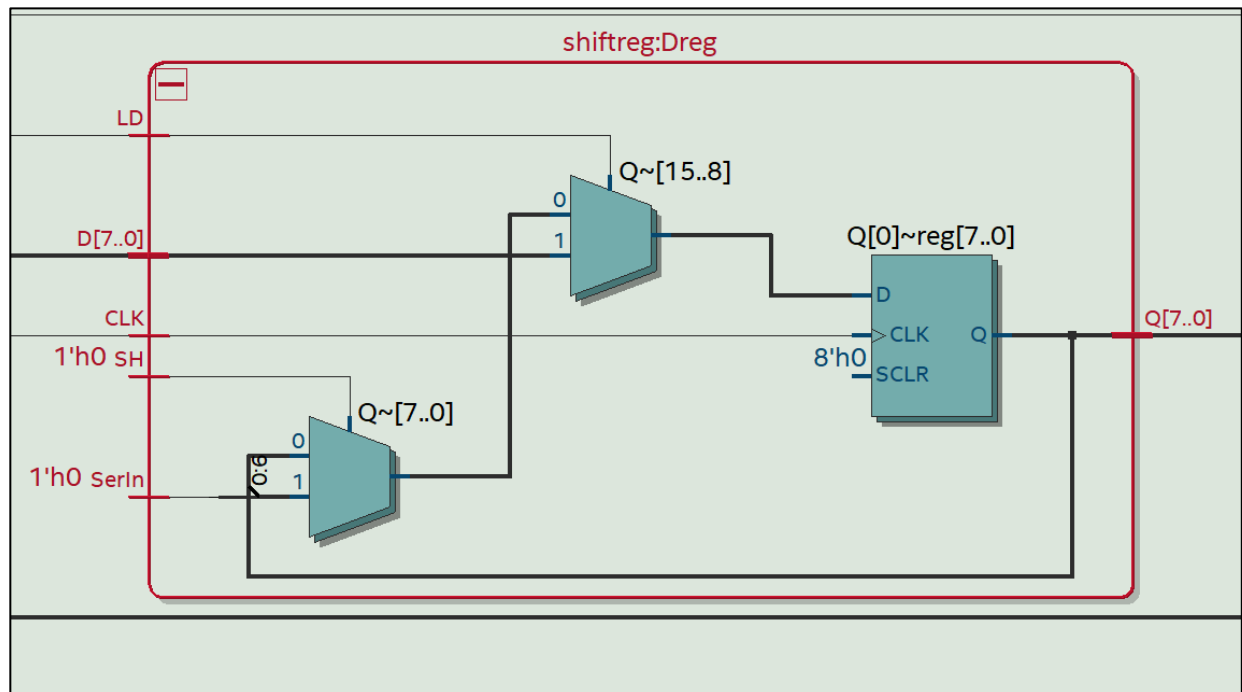 shiftreg:Dreg
LD
Q~[15..8]
0
D[7..0]
1
Q[0]~reg[7..0]
D
CLK
CLK
Q
Q[7..0]
1'h0 SH
8'h0
SCLR
Q~[7..0]
0
0:6
1'h0 SerIn
1